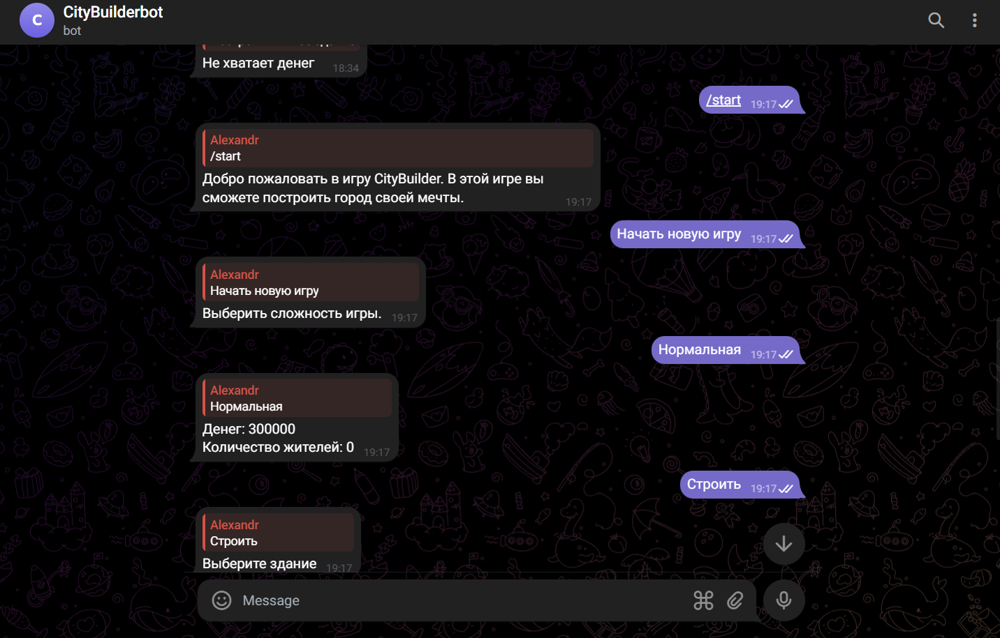 C
CityBuilderbot
bot
Не хватает денег 18:34
/start 19:17
Alexandr
/start
Добро пожаловать в игру CityBuilder. В этой игре вы
сможете построить город своей мечты. 19:17
Начать новую игру 19:17
Alexandr
Начать новую игру
Выберить сложность игры. 19:17
Нормальная 19:17
Alexandr
Нормальная
Денег: 300000
Количество жителей: 0 19:17
Строить 19:17
Alexandr
Строить
Выберите здание 19:17
Message